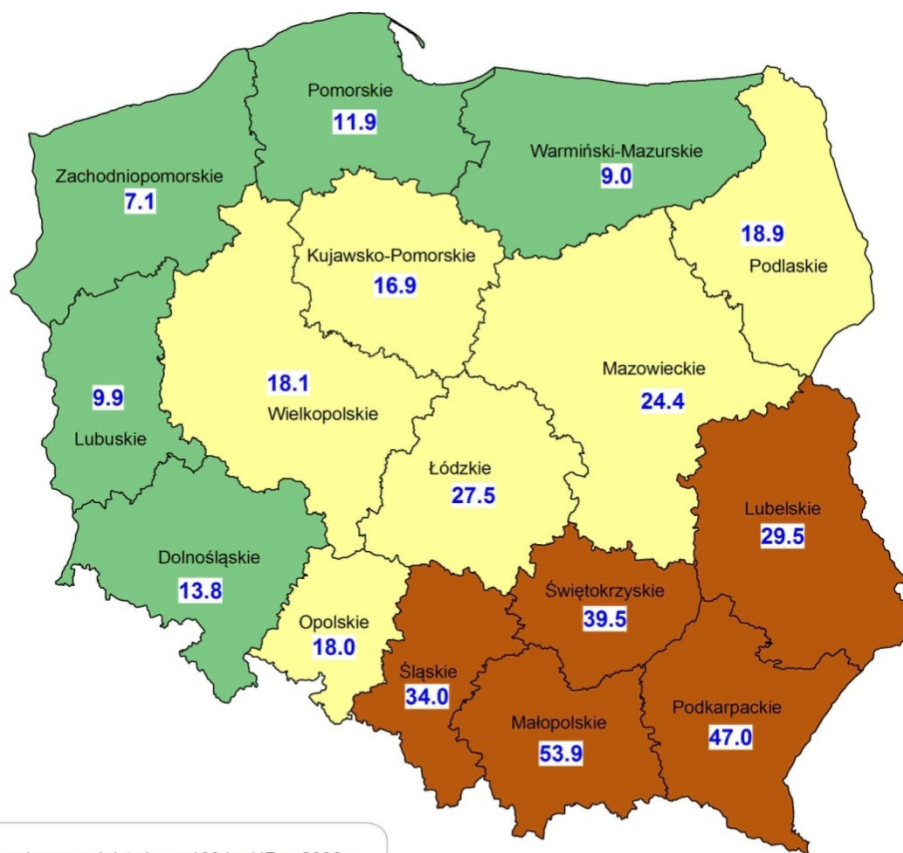 Pomorskie
11.9
Warmiński-Mazurskie
9.0
Zachodniopomorskie
7.1
18.9
Podlaskie
Kujawsko-Pomorskie
16.9
Mazowieckie
24.4
18.1
Wielkopolskie
9.9
Lubuskie
Łódzkie
27.5
Lubelskie
29.5
Dolnośląskie
13.8
Świętokrzyskie
39.5
Opolskie
18.0
Śląskie
34.0
Małopolskie
53.9
Podkarpackie
47.0